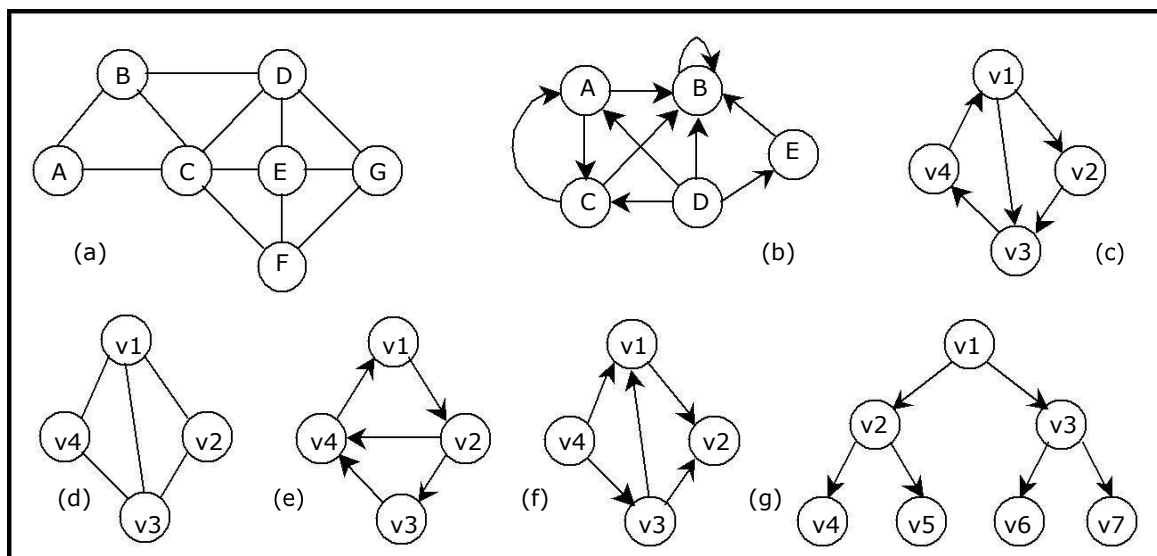 B D
A C E G
F
(a)
A B
E
C D
(b)
v1
v4 v2
v3
(c)
v1
v4 v2
v3
(d)
v1
v4 v2
v3
(e)
v1
v4 v2
v3
(f)
v1
v2 v3
v4 v5 v6 v7
(g)